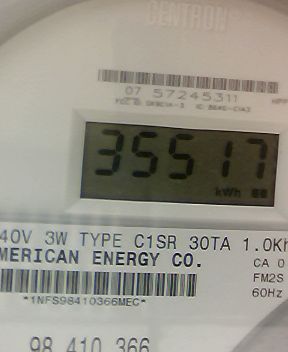 CENTRON
07 57245311
35517
kWh
40V 3W TYPE C1SR 30TA 1.0Kh
MERICAN ENERGY CO.
CA 0
FM2S
*1NFS98410366MEC*
60Hz
98 410 366